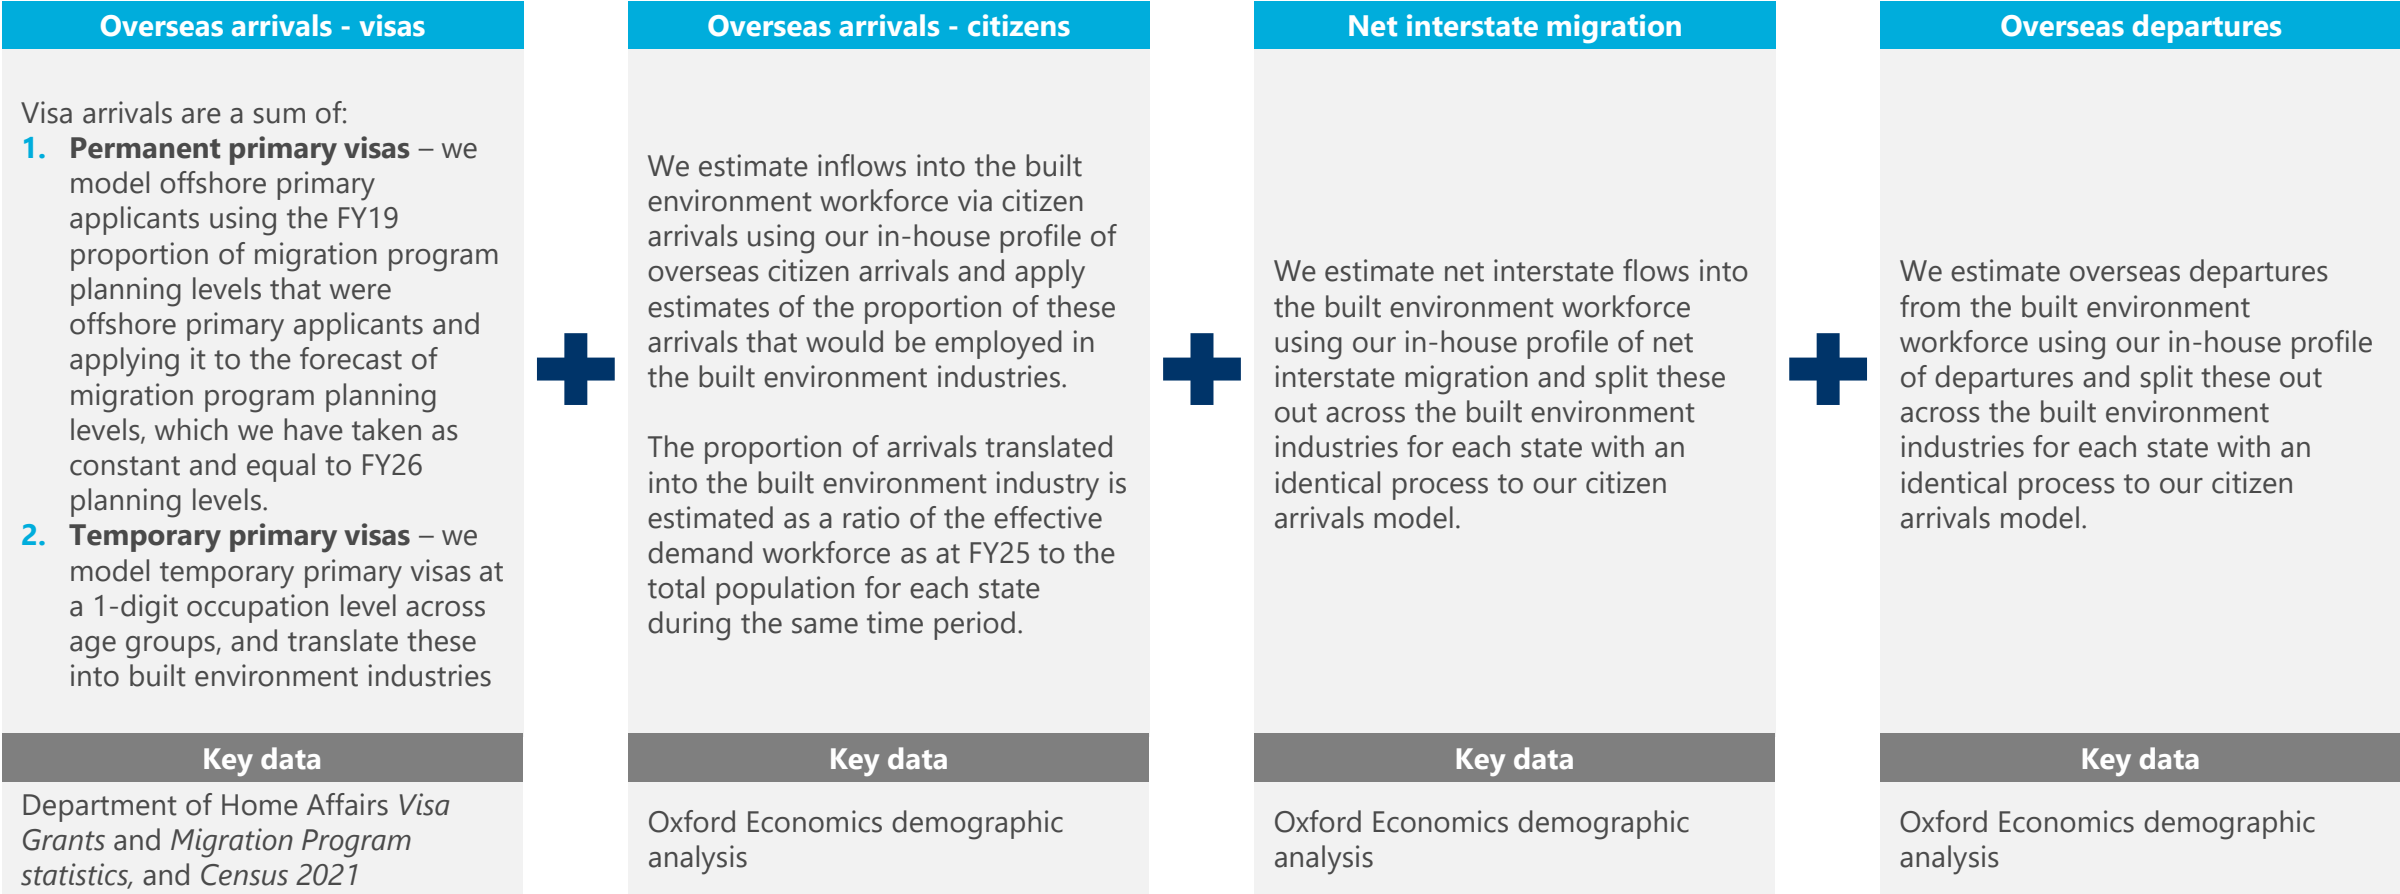 Overseas arrivals - visas
Visa arrivals are a sum of:
1. Permanent primary visas – we
model offshore primary
applicants using the FY19
proportion of migration program
planning levels that were
offshore primary applicants and
applying it to the forecast of
migration program planning
levels, which we have taken as
constant and equal to FY26
planning levels.
2. Temporary primary visas – we
model temporary primary visas at
a 1-digit occupation level across
age groups, and translate these
into built environment industries
Key data
Department of Home Affairs Visa
Grants and Migration Program
statistics, and Census 2021
Overseas arrivals - citizens
We estimate inflows into the built
environment workforce via citizen
arrivals using our in-house profile of
overseas citizen arrivals and apply
estimates of the proportion of these
arrivals that would be employed in
the built environment industries.
The proportion of arrivals translated
into the built environment industry is
estimated as a ratio of the effective
demand workforce as at FY25 to the
total population for each state
during the same time period.
Key data
Oxford Economics demographic
analysis
Net interstate migration
We estimate net interstate flows into
the built environment workforce
using our in-house profile of net
interstate migration and split these
out across the built environment
industries for each state with an
identical process to our citizen
arrivals model.
Key data
Oxford Economics demographic
analysis
Overseas departures
We estimate overseas departures
from the built environment
workforce using our in-house profile
of departures and split these out
across the built environment
industries for each state with an
identical process to our citizen
arrivals model.
Key data
Oxford Economics demographic
analysis